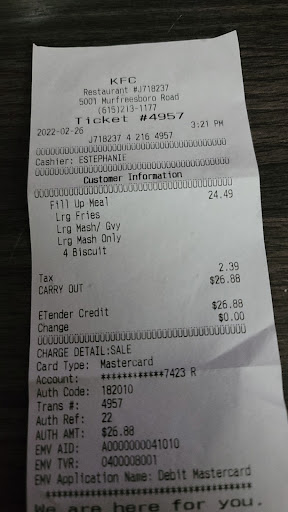 KFC
Restaurant #J718237
5001 Murfreesboro Road
(615)213-1177
Ticket #4957
2022-02-26 3:21 PM
J718237 4 216 4957
Cashier: ESTEPHANIE
Customer Information
Fill Up Meal 24.49
Lrg Fries
Lrg Mash/ Gvy
Lrg Mash Only
4 Biscuit
Tax 2.39
CARRY OUT $26.88
ETender Credit $26.88
Change $0.00
CHARGE DETAIL:SALE
Card Type: Mastercard
Account: ************7423 R
Auth Code: 182010
Trans #: 4957
Auth Ref: 22
AUTH AMT: $26.88
EMV AID: A0000000041010
EMV TVR: 0400008001
EMV Application Name: Debit Mastercard
We are here for you.